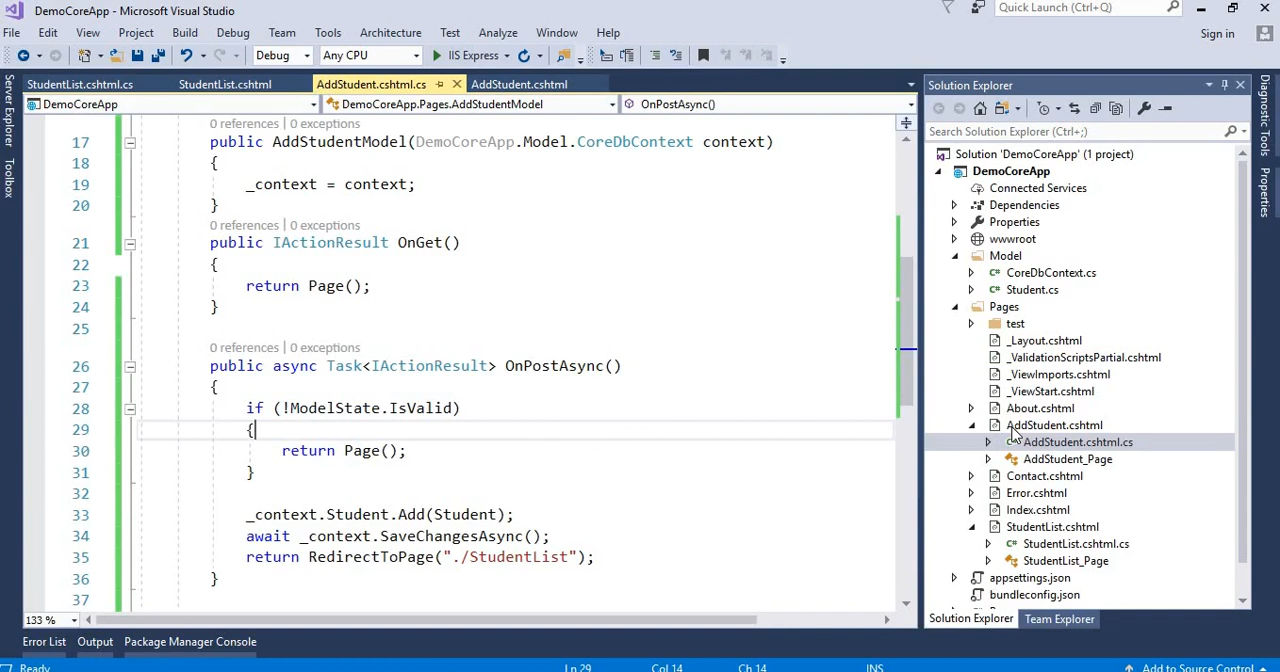 DemoCoreApp - Microsoft Visual Studio
Quick Launch (Ctrl+Q)
File Edit View Project Build Debug Team Tools Architecture Test Analyze Window Help
Sign in
Debug Any CPU IIS Express
Server Explorer
Toolbox
StudentList.cshtml.cs StudentList.cshtml AddStudent.cshtml.cs AddStudent.cshtml
DemoCoreApp DemoCoreApp.Pages.AddStudentModel OnPostAsync()
0 references | 0 exceptions
17 public AddStudentModel(DemoCoreApp.Model.CoreDbContext context)
18 {
19 _context = context;
20 }
0 references | 0 exceptions
21 public IActionResult OnGet()
22 {
23 return Page();
24 }
25
0 references | 0 exceptions
26 public async Task<IActionResult> OnPostAsync()
27 {
28 if (!ModelState.IsValid)
29 {
30 return Page();
31 }
32
33 _context.Student.Add(Student);
34 await _context.SaveChangesAsync();
35 return RedirectToPage("./StudentList");
36 }
37
133 %
Solution Explorer
Search Solution Explorer (Ctrl+;)
Solution 'DemoCoreApp' (1 project)
DemoCoreApp
Connected Services
Dependencies
Properties
wwwroot
Model
CoreDbContext.cs
Student.cs
Pages
test
_Layout.cshtml
_ValidationScriptsPartial.cshtml
_ViewImports.cshtml
_ViewStart.cshtml
About.cshtml
AddStudent.cshtml
AddStudent.cshtml.cs
AddStudent_Page
Contact.cshtml
Error.cshtml
Index.cshtml
StudentList.cshtml
StudentList.cshtml.cs
StudentList_Page
appsettings.json
bundleconfig.json
Solution Explorer Team Explorer
Diagnostic Tools
Properties
Error List Output Package Manager Console
Ready Ln 29 Col 14 Ch 14 INS Add to Source Control